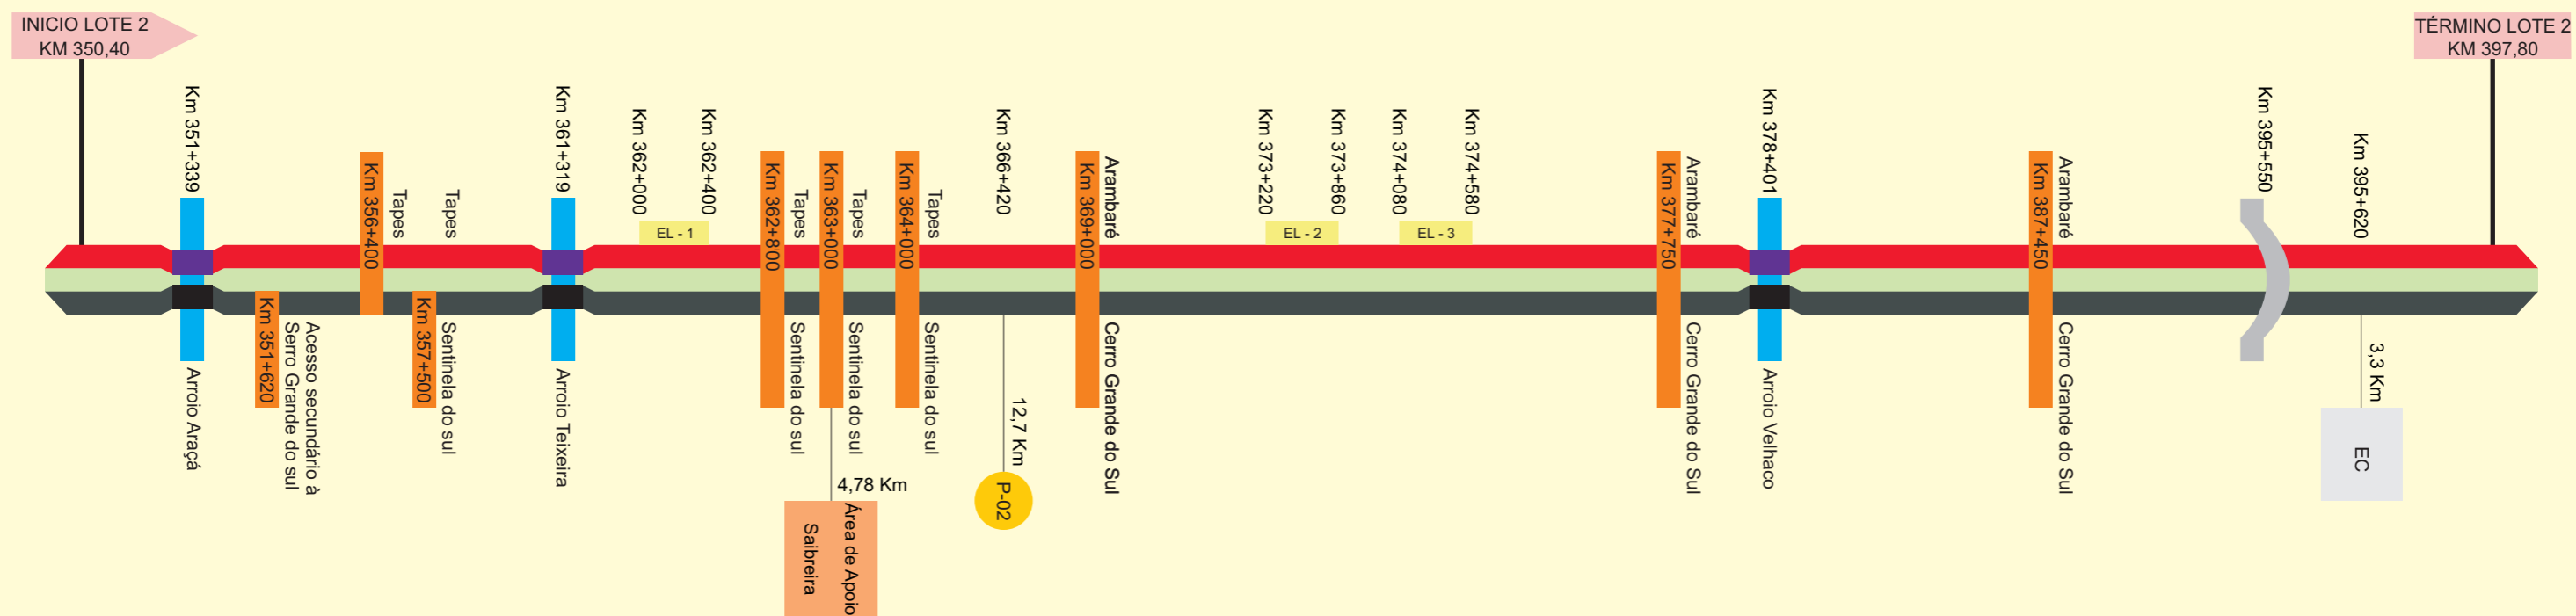 INICIO LOTE 2
KM 350,40
TÉRMINO LOTE 2
KM 397,80
Km 351+339
Arroio Araçá
Km 351+620
Acesso secundário à
Serro Grande do sul
Km 356+400
Tapes
Km 357+500
Tapes
Sentinela do sul
Km 361+319
Arroio Teixeira
Km 362+000
Km 362+400
EL - 1
Km 362+800
Tapes
Sentinela do sul
Km 363+000
Tapes
Sentinela do sul
4,78 Km
Área de Apoio
Saibreira
Km 364+000
Tapes
Sentinela do sul
Km 366+420
12,7 Km
P-02
Km 369+000
Arambaré
Cerro Grande do Sul
Km 373+220
Km 373+860
EL - 2
Km 374+080
Km 374+580
EL - 3
Km 377+750
Arambaré
Cerro Grande do Sul
Km 378+401
Arroio Velhaco
Km 387+450
Arambaré
Cerro Grande do Sul
Km 395+550
Km 395+620
3,3 Km
EC